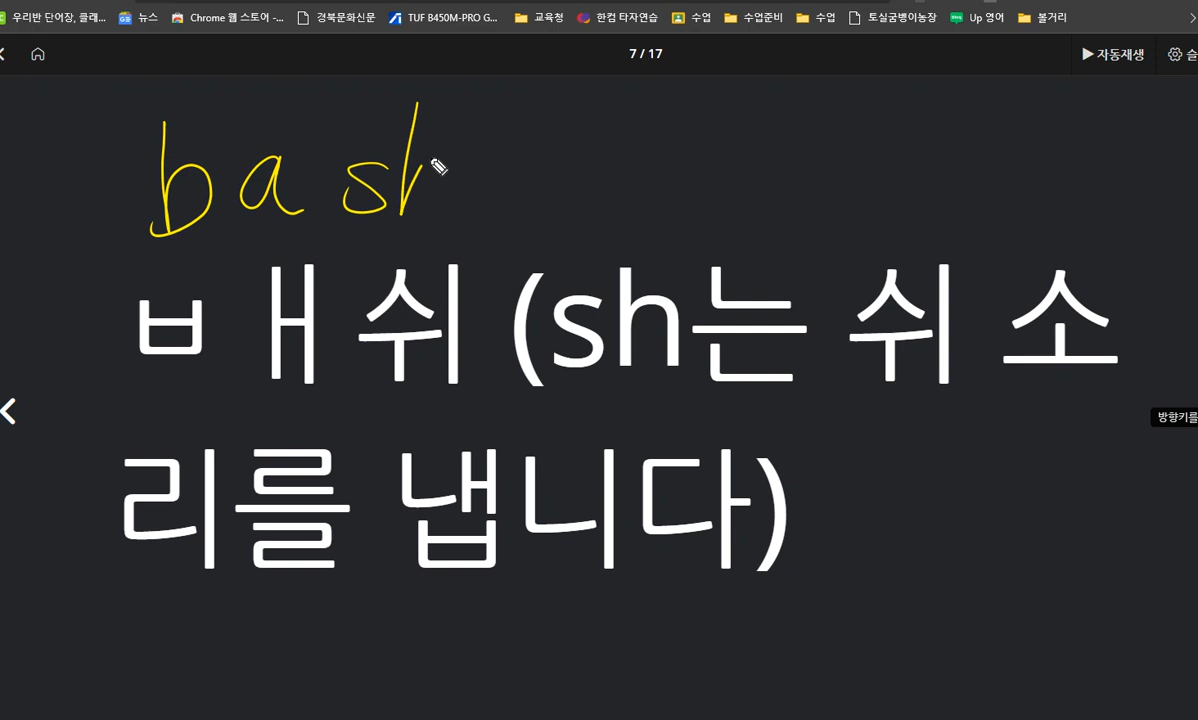 우리반 단어장, 클래... 뉴스 Chrome 웹 스토어 -... 경북문화신문 TUF B450M-PRO G... 교육청 한컴 타자연습 수업 수업준비 수업 토실굼벵이농장 Up 영어 볼거리
7 / 17 자동재생 슬
b a sh
ㅂ ㅐ 쉬 (sh는 쉬 소
방향키를
리를 냅니다)